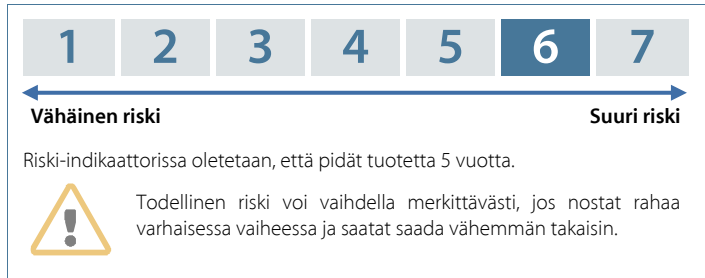 1 2 3 4 5 6 7
Vähäinen riski Suuri riski
Riski-indikaattorissa oletetaan, että pidät tuotetta 5 vuotta.
Todellinen riski voi vaihdella merkittävästi, jos nostat rahaa
varhaisessa vaiheessa ja saatat saada vähemmän takaisin.